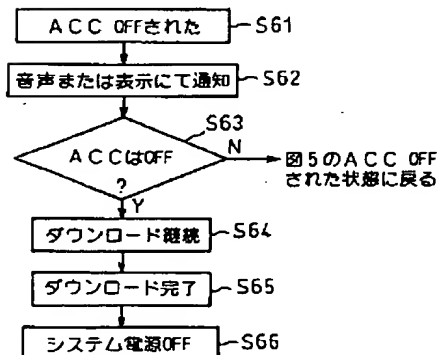 ACC OFFされた
S61
音声または表示にて通知
S62
S63
ACCはOFF
?
N
図5のACC OFF
された状態に戻る
Y
ダウンロード継続
S64
ダウンロード完了
S65
システム電源OFF
S66